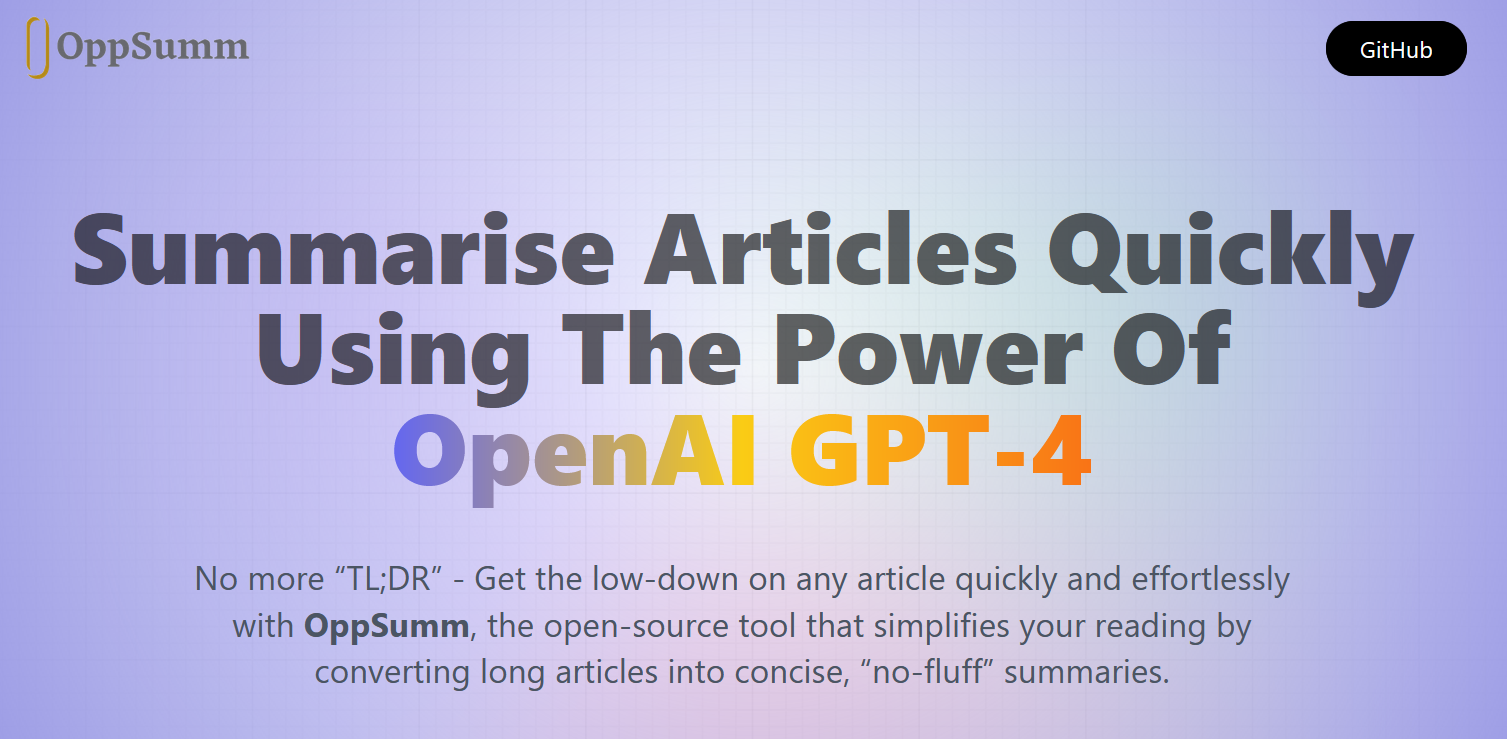 OppSumm
GitHub
Summarise Articles Quickly
Using The Power Of
OpenAI GPT-4
No more “TL;DR” - Get the low-down on any article quickly and effortlessly
with OppSumm, the open-source tool that simplifies your reading by
converting long articles into concise, “no-fluff” summaries.